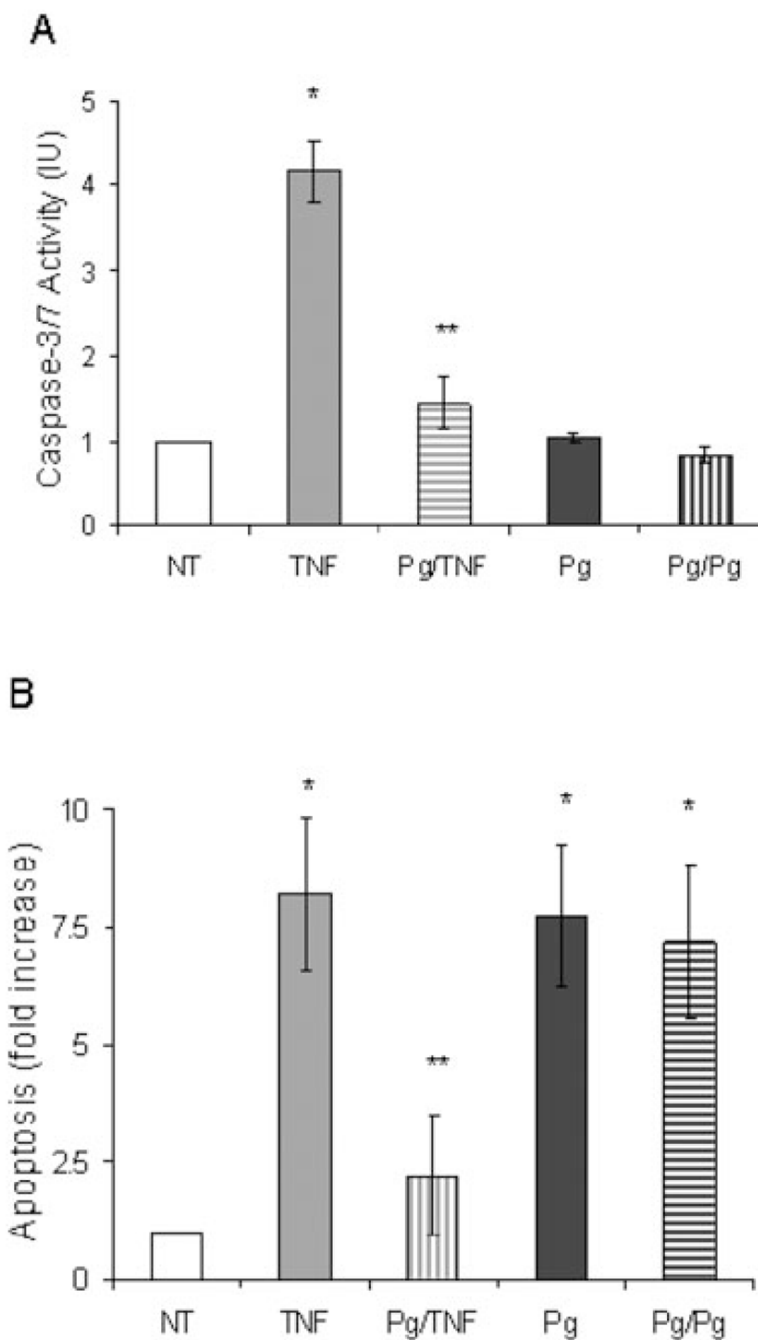 A
Caspase-3/7 Activity (IU)
5
4
3
2
1
0
*
**
NT TNF Pg/TNF Pg Pg/Pg
B
Apoptosis (fold increase)
10
7.5
5
2.5
0
* * *
**
NT TNF Pg/TNF Pg Pg/Pg